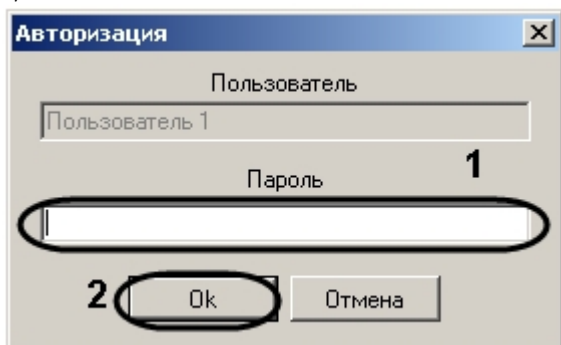 Авторизация
Пользователь
Пользователь 1
1
Пароль
2 Ok Отмена